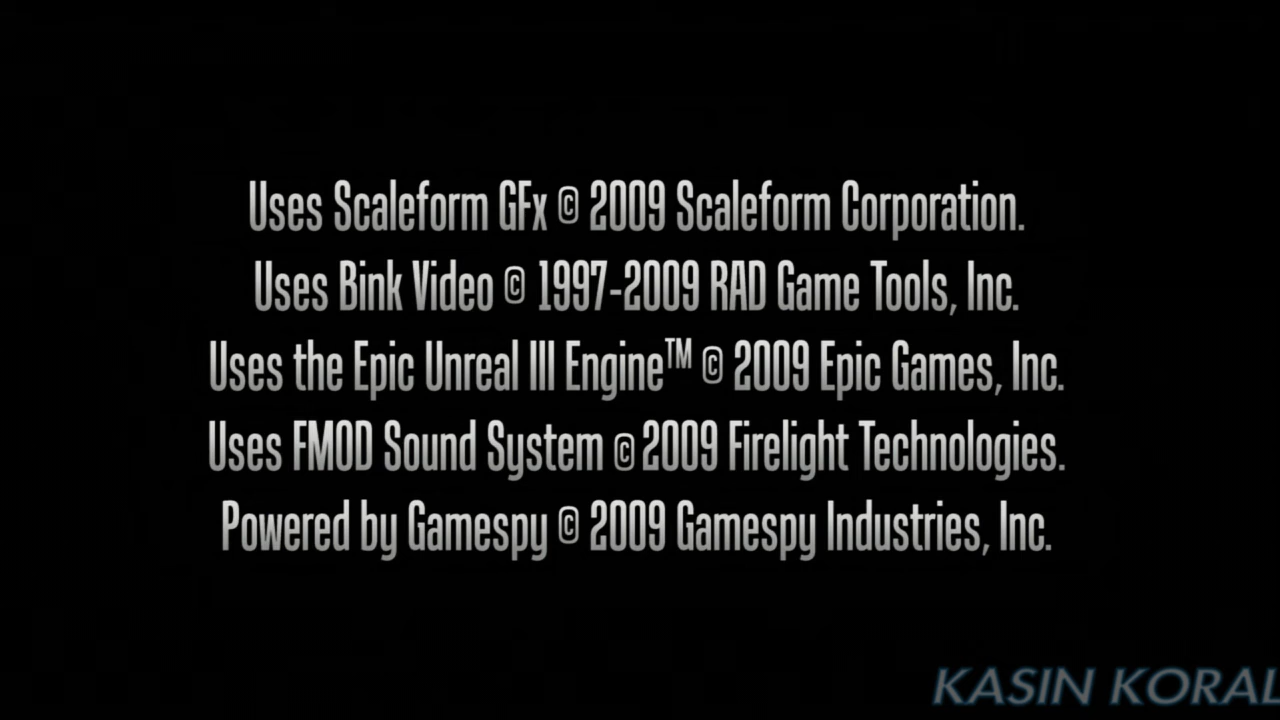 Uses Scaleform GFx © 2009 Scaleform Corporation.
Uses Bink Video © 1997-2009 RAD Game Tools, Inc.
Uses the Epic Unreal III Engine™ © 2009 Epic Games, Inc.
Uses FMOD Sound System © 2009 Firelight Technologies.
Powered by Gamespy © 2009 Gamespy Industries, Inc.
KASIN KORAL